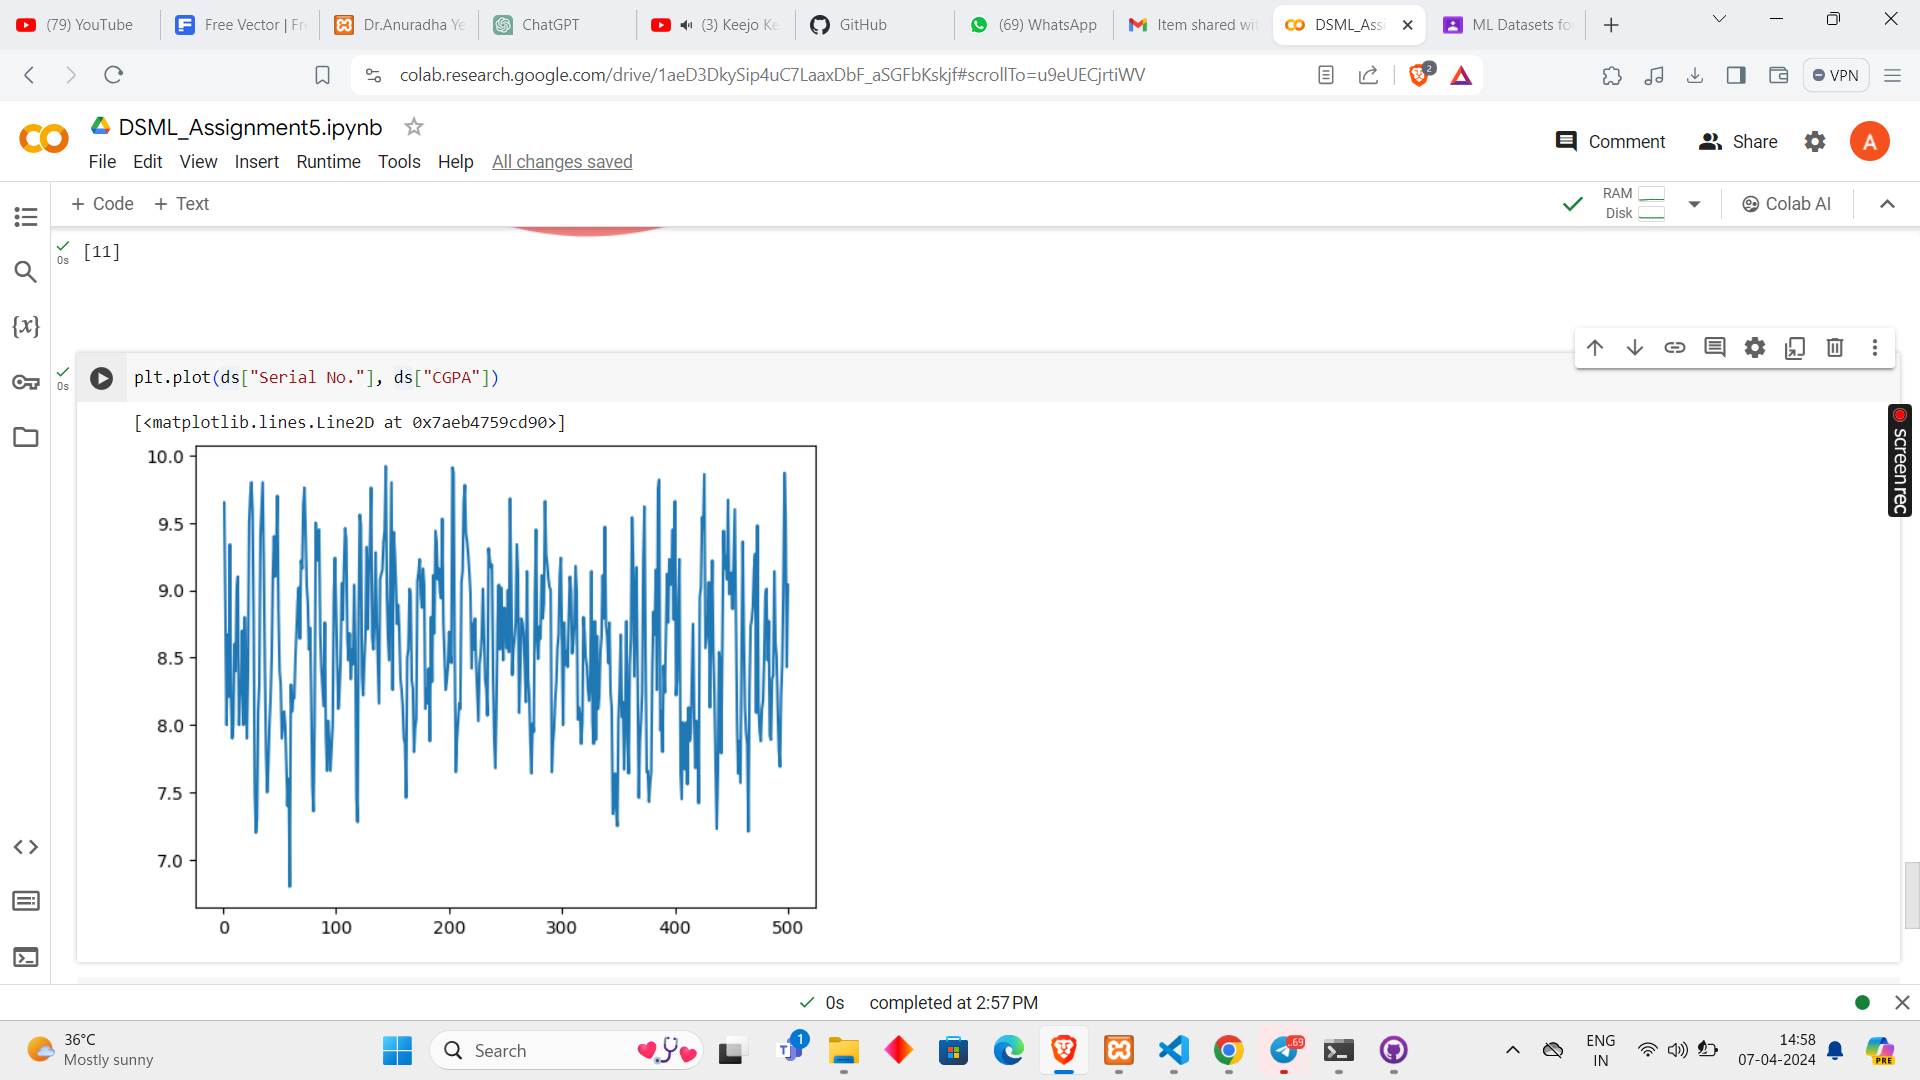 (79) YouTube
Free Vector | Fr
Dr.Anuradha Ye
ChatGPT
(3) Keejo Ke
GitHub
(69) WhatsApp
Item shared wi
DSML_Assi
ML Datasets fo
colab.research.google.com/drive/1aeD3DkySip4uC7LaaxDbF_aSGFbKskjf#scrollTo=u9eUECjrtiWV
2
VPN
DSML_Assignment5.ipynb
File Edit View Insert Runtime Tools Help All changes saved
Comment
Share
A
+ Code + Text
RAM
Disk
Colab AI
0s
[11]
0s
plt.plot(ds["Serial No."], ds["CGPA"])
[<matplotlib.lines.Line2D at 0x7aeb4759cd90>]
10.0
9.5
9.0
8.5
8.0
7.5
7.0
0 100 200 300 400 500
{x}
screenrec
0s completed at 2:57 PM
36°C
Mostly sunny
Search
1
..69
ENG
IN
14:58
07-04-2024
PRE